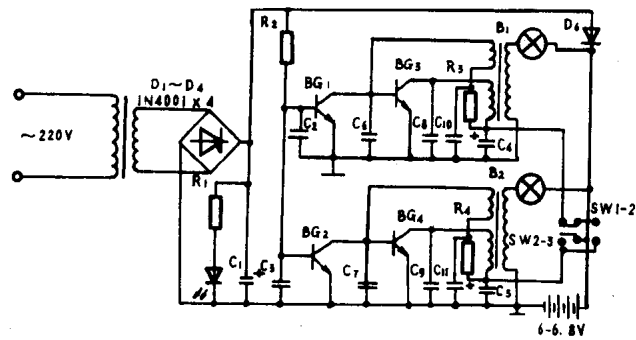 R2
B1
D6
D1~D4
1N4001×4
~220V
BG1
BG3
R3
C2
C6
C8
C10
C4
R1
B2
R4
SW1-2
BG2
BG4
SW2-3
C1
C3
C7
C9
C11
C5
6-6.8V